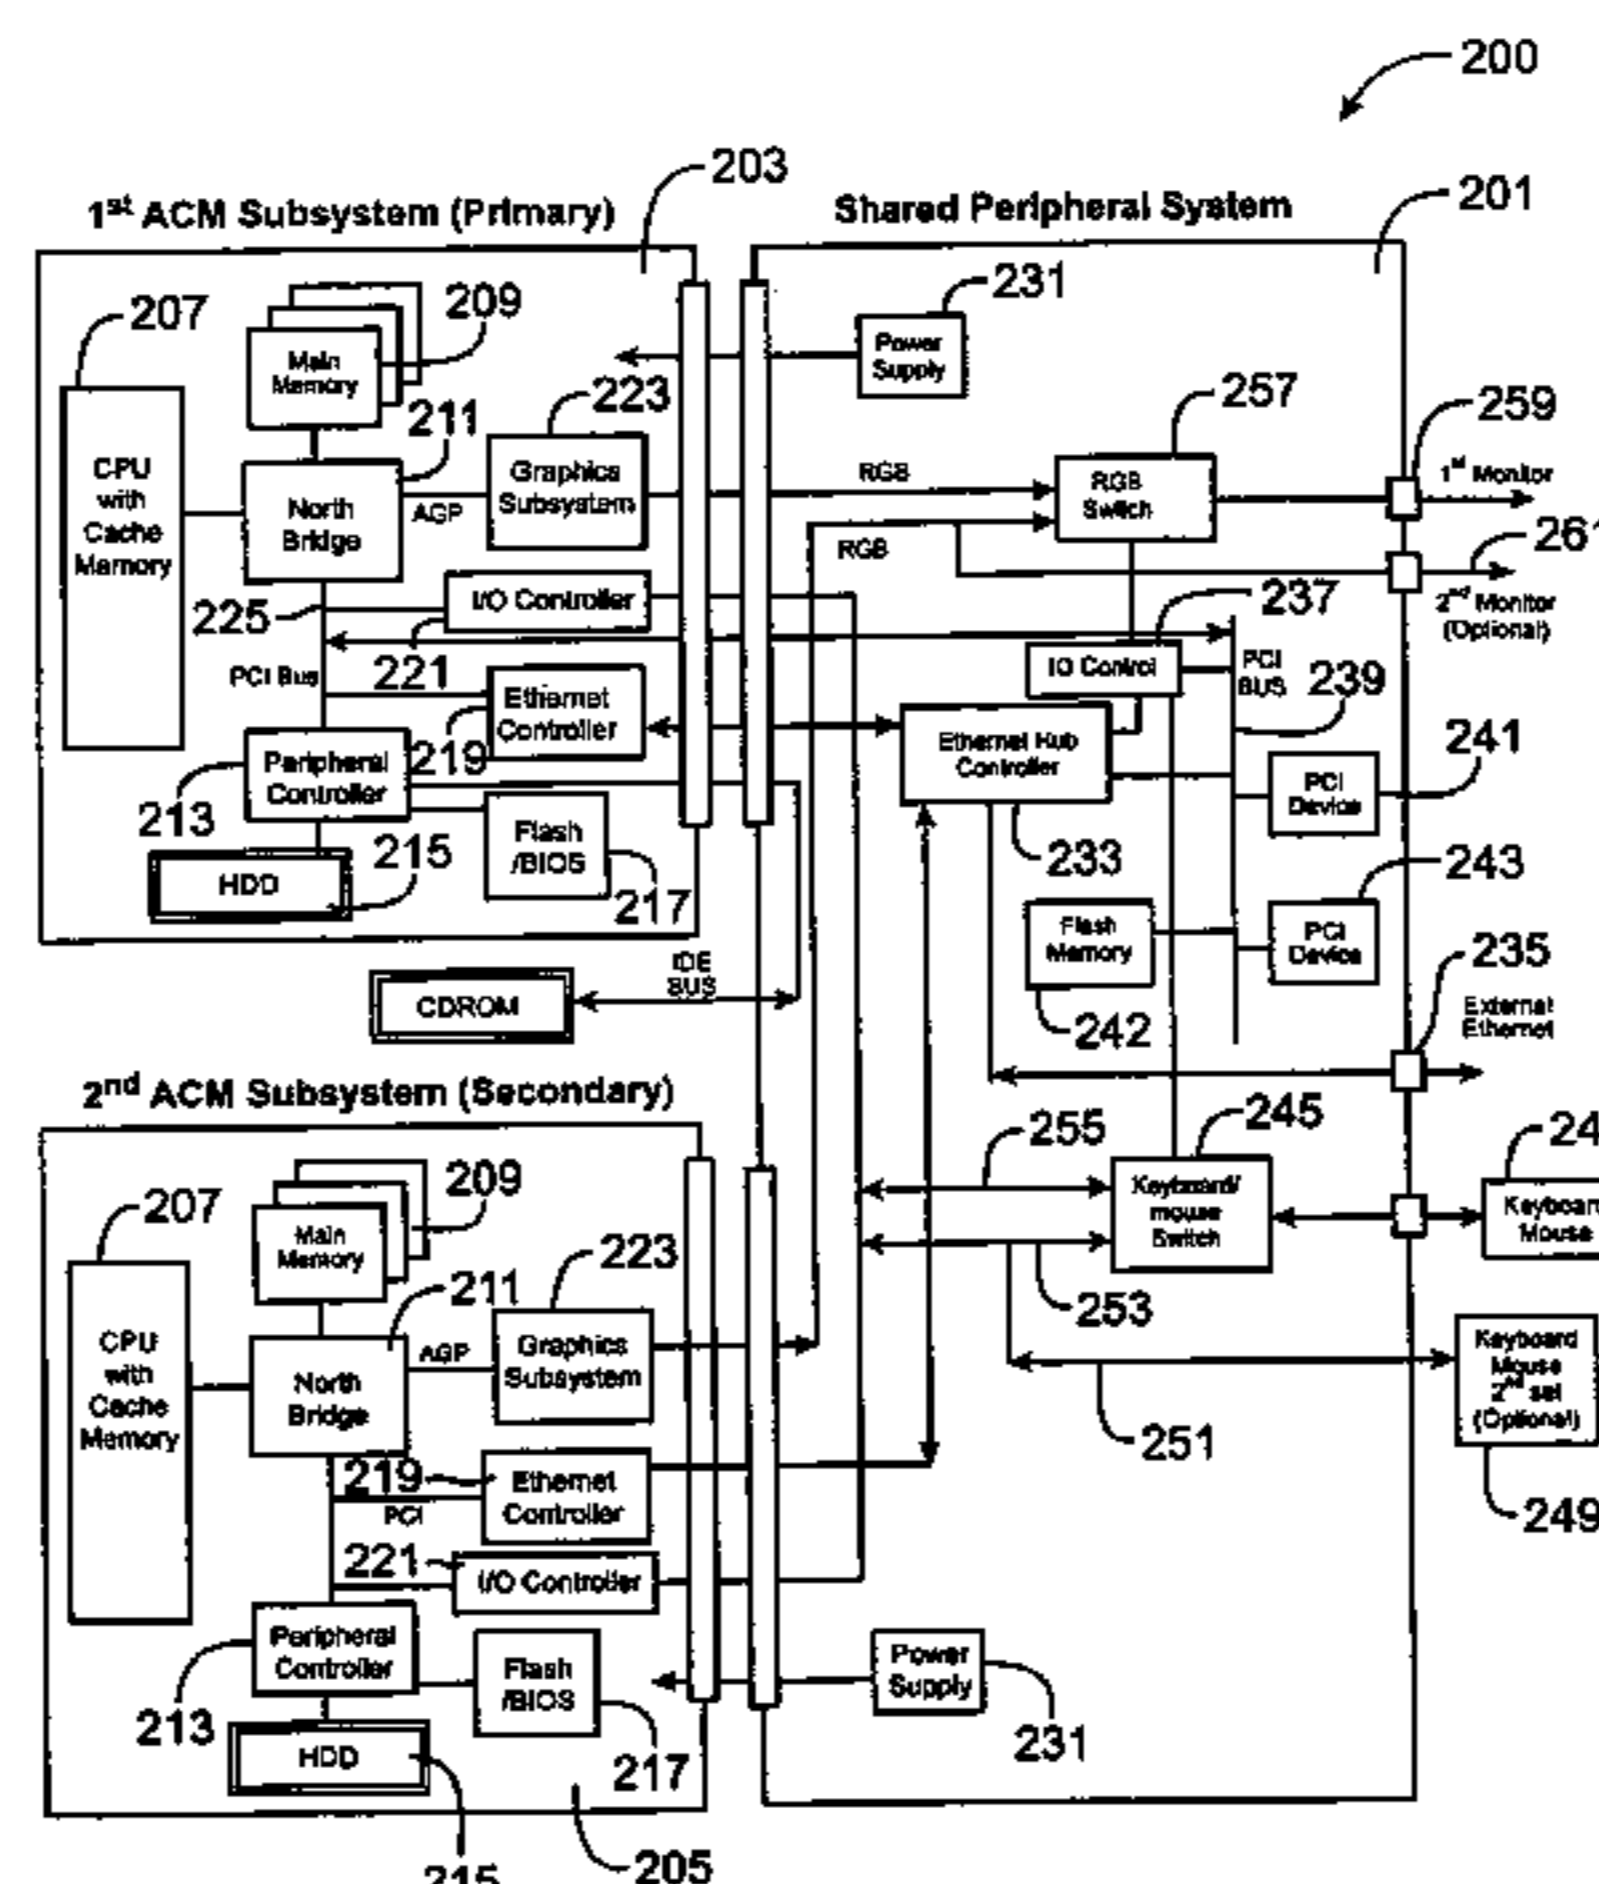 200
203
201
1st ACM Subsystem (Primary)
Shared Peripheral System
207
209
231
Main
Memory
Power
Supply
223
257
259
211
CPU
with
Cache
Memory
North
Bridge
AGP
Graphics
Subsystem
RGB
RGB
Switch
1st Monitor
RGB
261
225
I/O Controller
237
2nd Monitor
(Optional)
221
PCI Bus
IO Control
PCI
BUS
239
Ethernet
Controller
219
Ethernet Hub
Controller
241
Peripheral
Controller
PCI
Device
213
215
Flash
/BIOS
233
243
HDD
217
Flash
Memory
PCI
Device
235
IDE
BUS
CDROM
242
External
Ethernet
2nd ACM Subsystem (Secondary)
255
245
24
207
209
Main
Memory
Keyboard/
mouse
Switch
Keyboar
Mouse
223
211
253
CPU
with
Cache
Memory
AGP
Graphics
Subsystem
North
Bridge
Keyboard
Mouse
2nd set
(Optional)
251
219
Ethernet
Controller
PCI
249
221
I/O Controller
Peripheral
Controller
Flash
/BIOS
Power
Supply
213
231
HDD
217
215
205